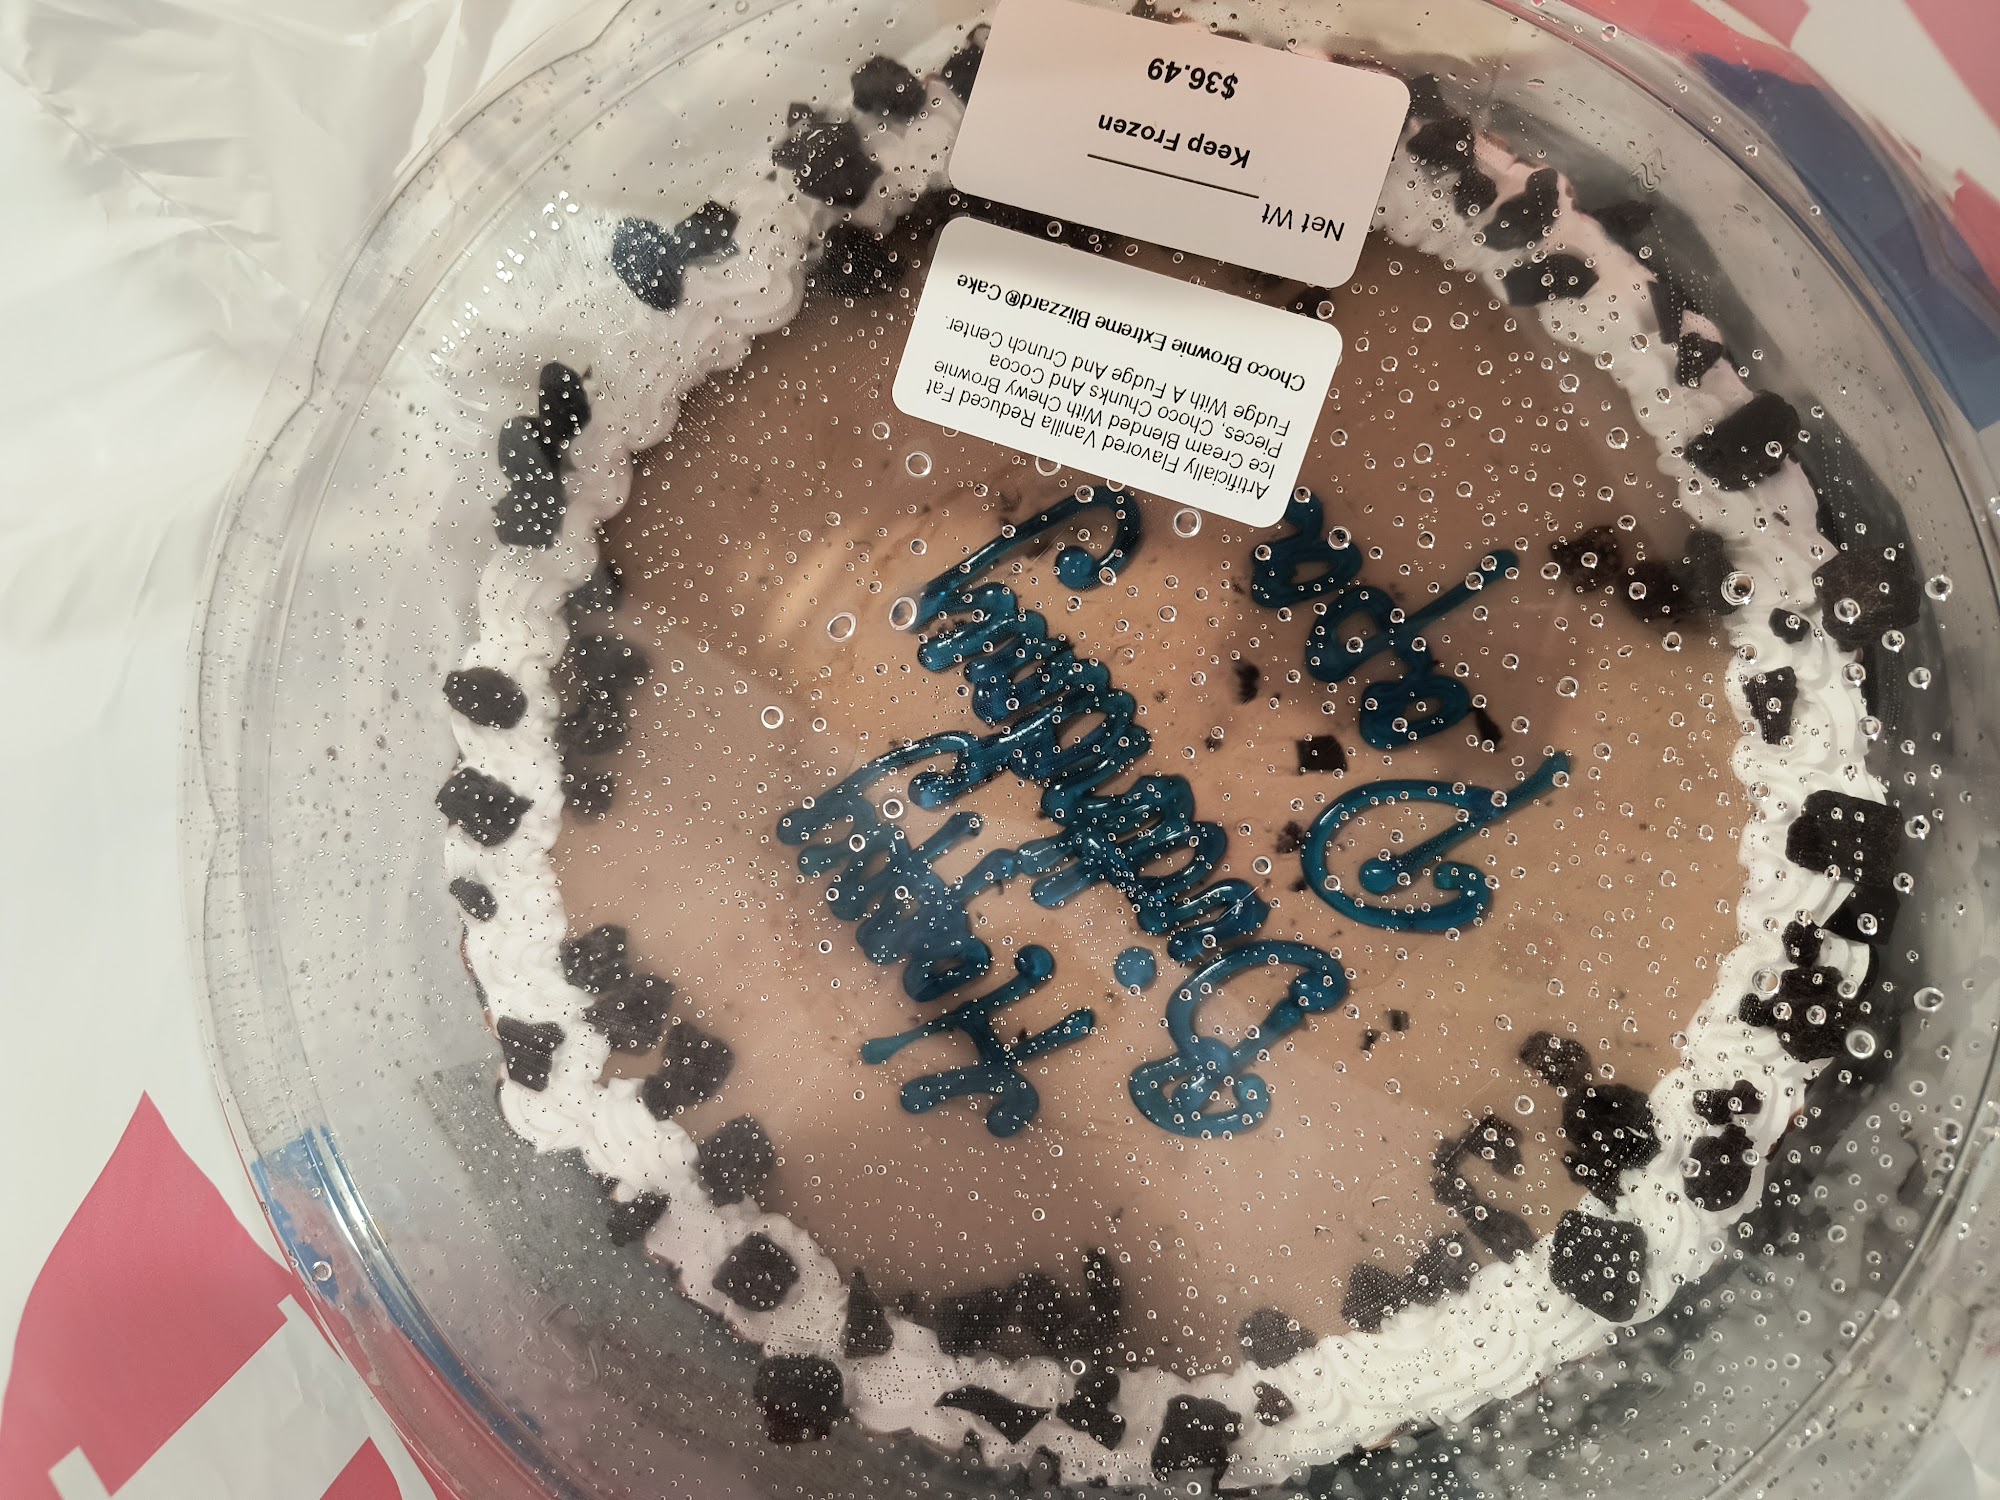 Happy
Birthday
Papa
Artificially Flavored Vanilla Reduced Fat
Ice Cream Blended With Chewy Brownie
Pieces, Choco Chunks And Cocoa
Fudge With A Fudge And Crunch Center.
Choco Brownie Extreme Blizzard® Cake
Net Wt
Keep Frozen
$36.49